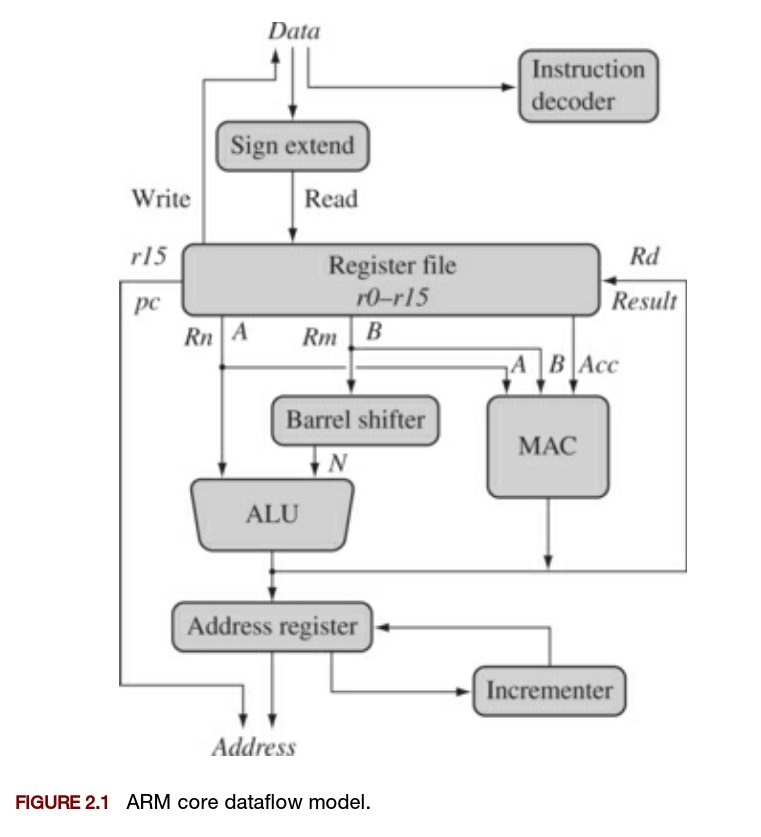 Data
Instruction
decoder
Sign extend
Write
Read
r15
Register file
Rd
pc
r0–r15
Result
Rn
A
Rm
B
A
B
Acc
Barrel shifter
MAC
N
ALU
Address register
Incrementer
Address
FIGURE 2.1 ARM core dataflow model.